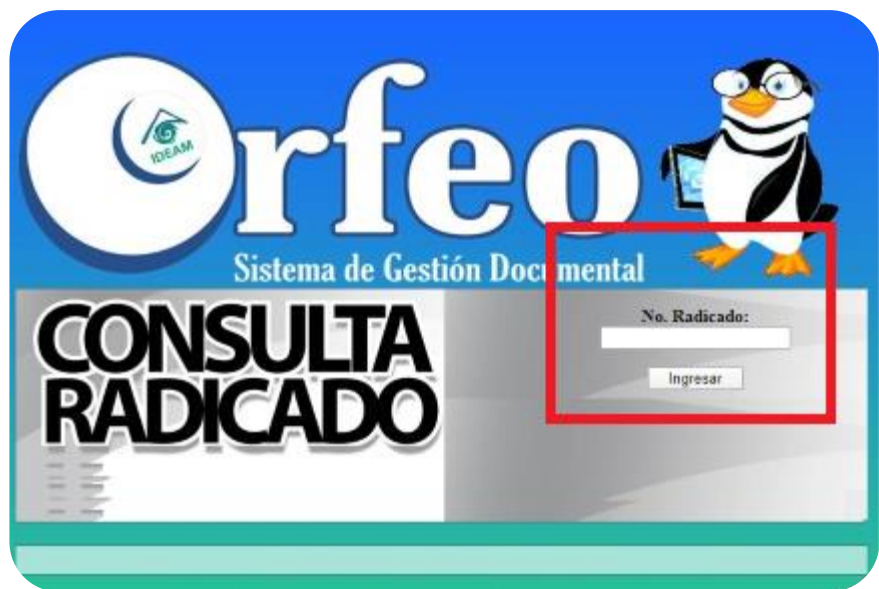 Orfeo
IDEAM
Sistema de Gestión Documental
CONSULTA
RADICADO
No. Radicado:
Ingresar